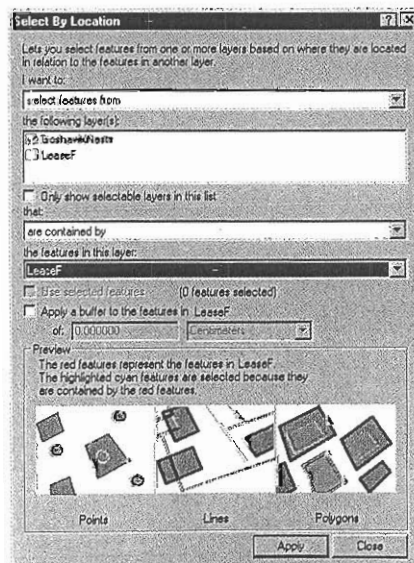 Select By Location
Lets you select features from one or more layers based on where they are located
in relation to the features in another layer.
I want to:
select features from
the following layer(s):
GoshawkNests
LeaseF
Only show selectable layers in this list
that:
are contained by
the features in this layer:
LeaseF
Use selected features (0 features selected)
Apply a buffer to the features in LeaseF
of: 0.000000 Centimeters
Preview
The red features represent the features in LeaseF.
The highlighted cyan features are selected because they
are contained by the red features.
Points Lines Polygons
Apply Close